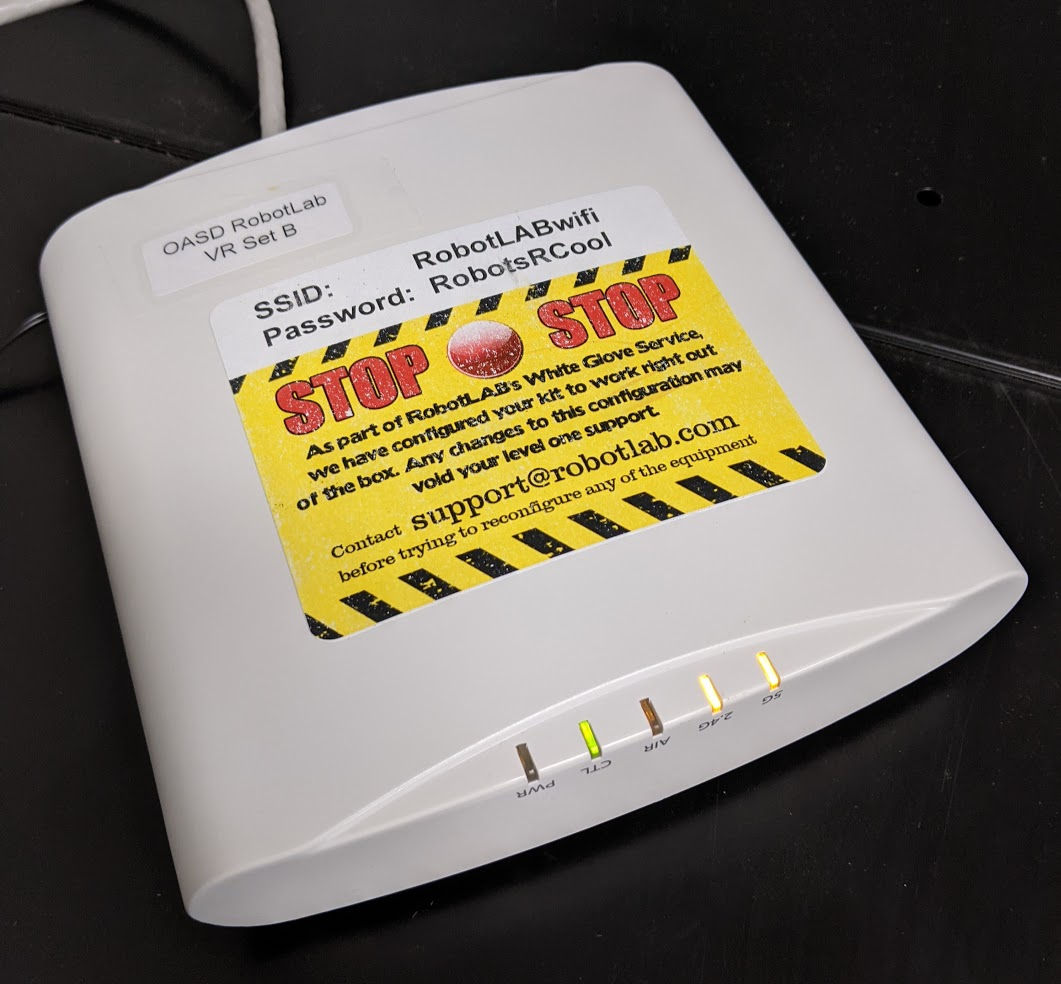 OASD RobotLab
VR Set B
SSID: RobotLABwifi
Password: RobotsRCool
STOP STOP
As part of RobotLAB's White Glove Service,
we have configured your kit to work right out
of the box. Any changes to this configuration may
void your level one support.
Contact support@robotlab.com
before trying to reconfigure any of the equipment
PWR CTL AIR 2.4G 5G